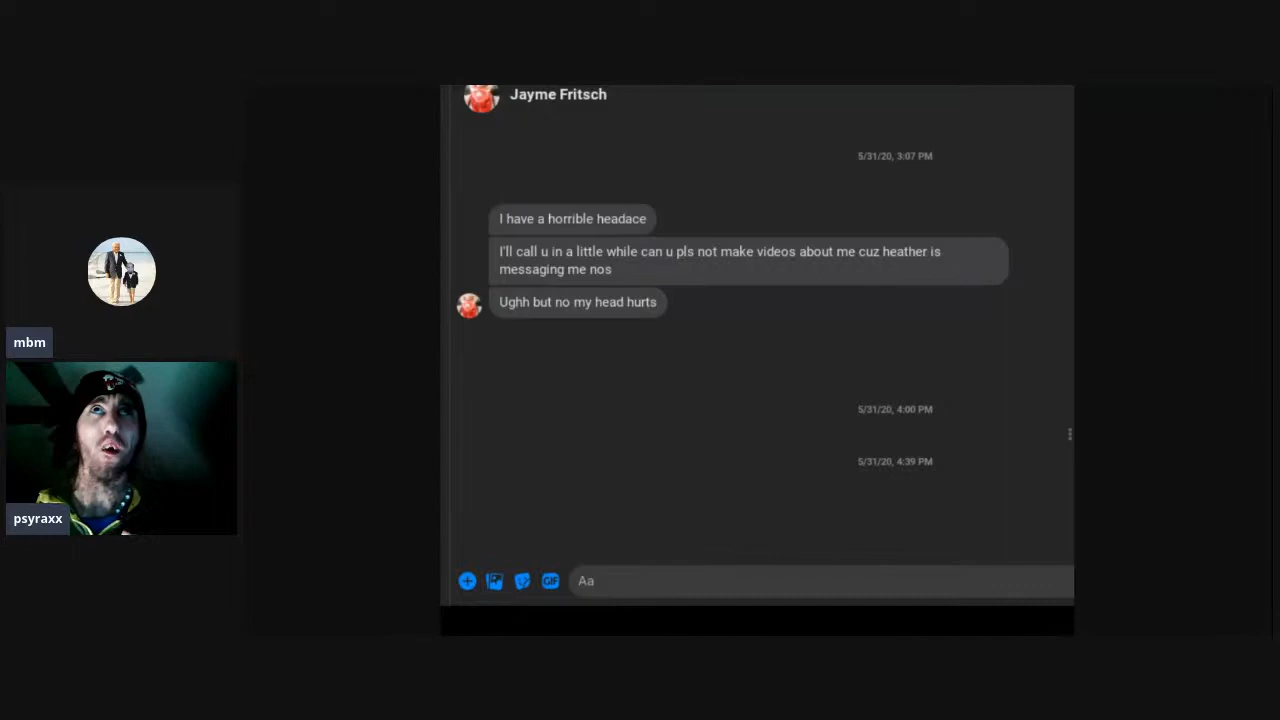 Jayme Fritsch
5/31/20, 3:07 PM
I have a horrible headace
I'll call u in a little while can u pls not make videos about me cuz heather is
messaging me nos
Ughh but no my head hurts
mbm
5/31/20, 4:00 PM
5/31/20, 4:39 PM
psyraxx
GIF
Aa